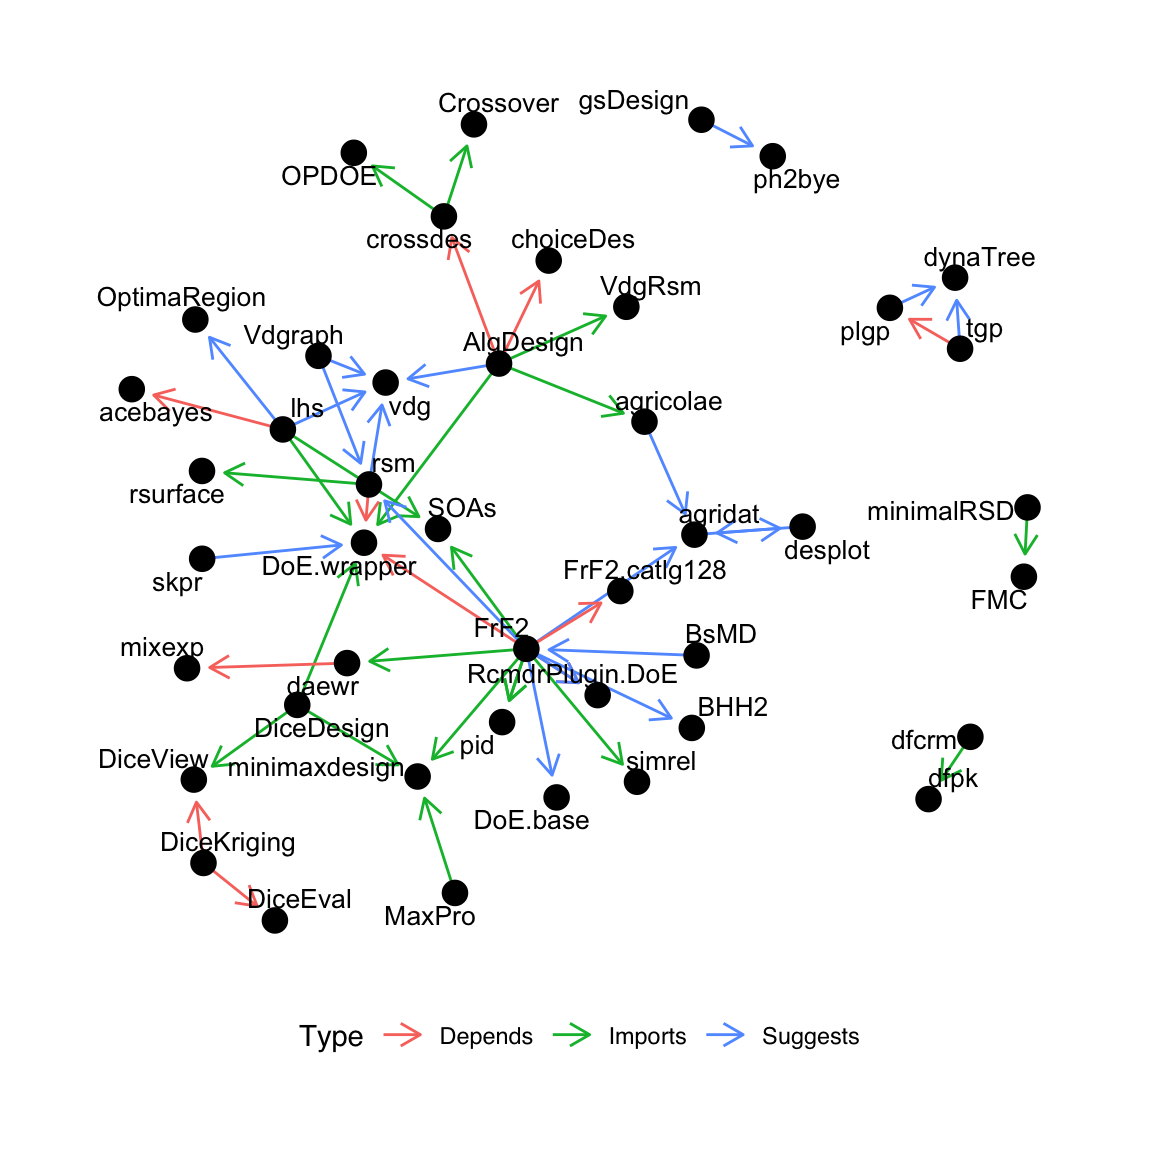 Crossover
gsDesign
OPDOE
ph2bye
crossdes
choiceDes
dynaTree
OptimaRegion
VdgRsm
Vdgraph
AlgDesign
plgp
tgp
acebayes
lhs
vdg
agricolae
rsm
rsurface
SOAs
agridat
minimalRSD
desplot
DoE.wrapper
FrF2.catlg128
skpr
FMC
FrF2
BsMD
mixexp
RcmdrPlugin.DoE
daewr
BHH2
DiceDesign
pid
dfcrm
DiceView
minimaxdesign
simrel
dfpk
DoE.base
DiceKriging
DiceEval
MaxPro
Type Depends Imports Suggests